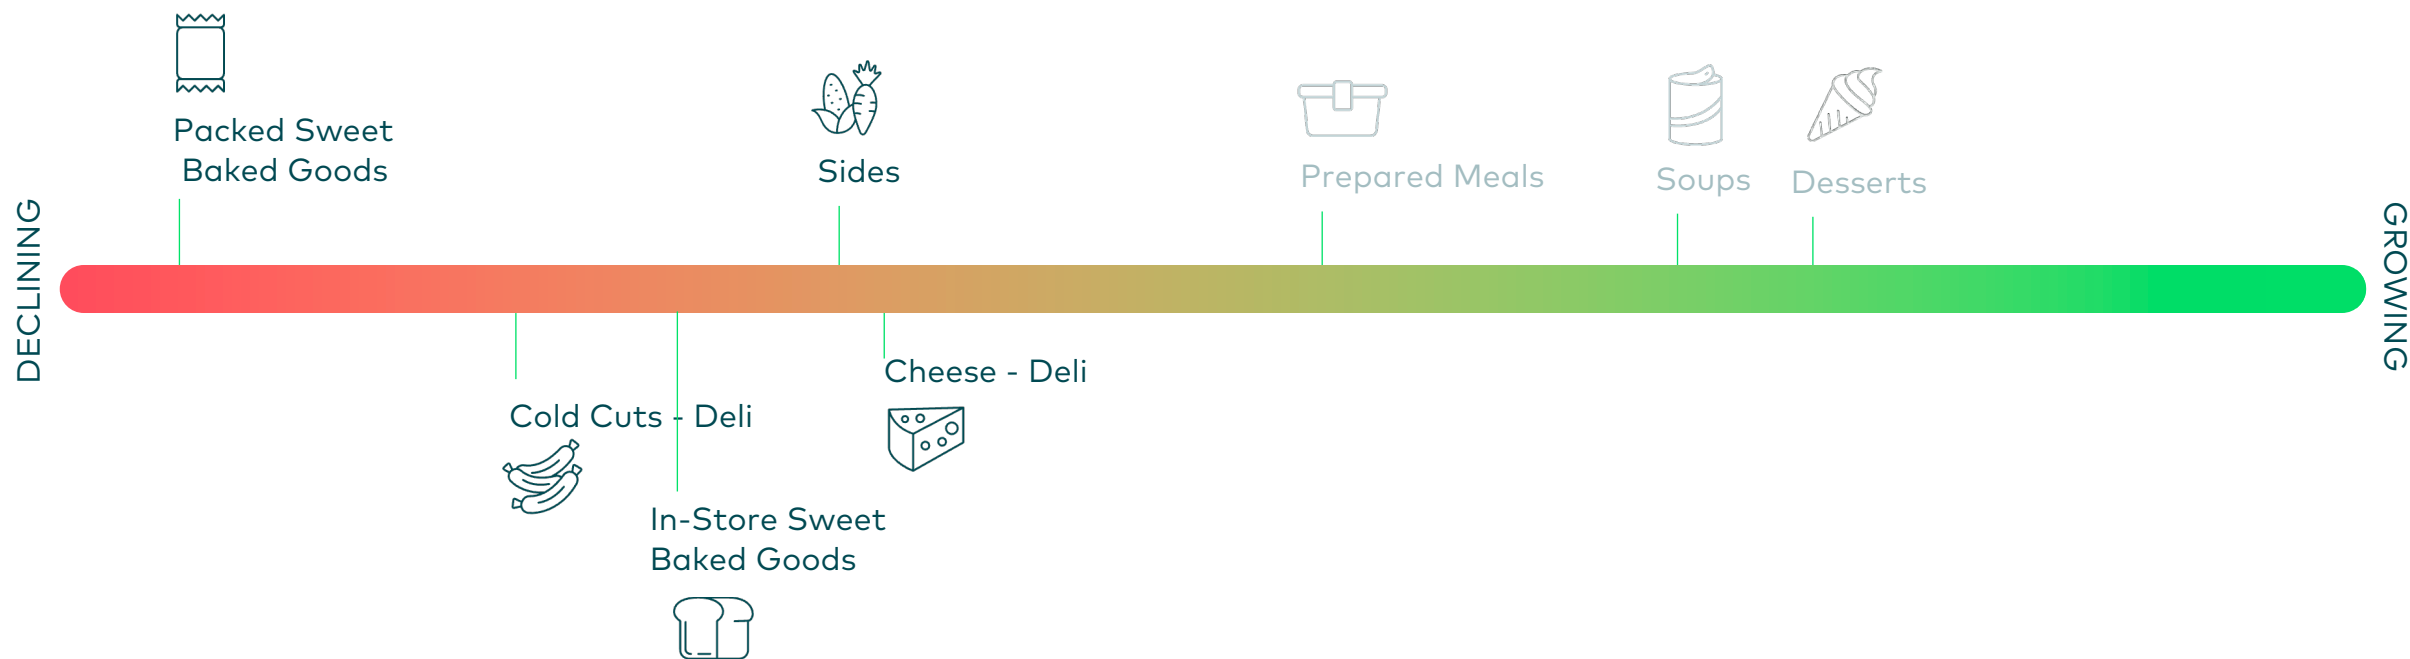 Packed Sweet
Baked Goods
Sides
Prepared Meals
Soups
Desserts
DECLINING
GROWING
Cheese - Deli
Cold Cuts - Deli
In-Store Sweet
Baked Goods